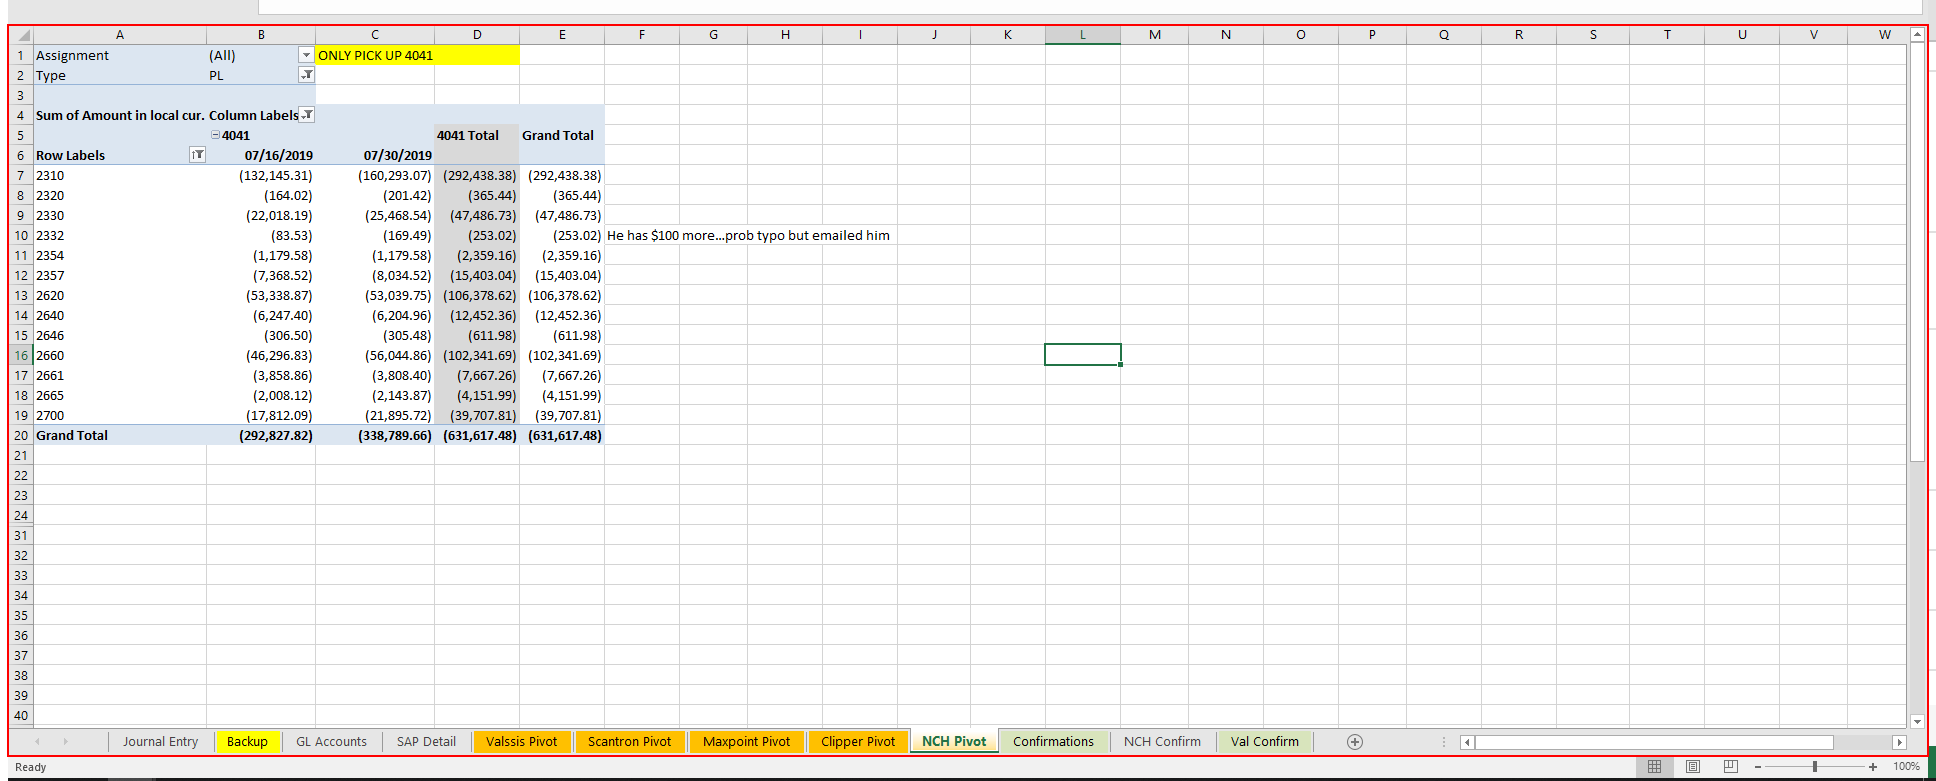 A B C D E F G H I J K L M N O P Q R S T U V W
1 Assignment (All) ONLY PICK UP 4041
2 Type PL
3
4 Sum of Amount in local cur. Column Labels
5 4041 4041 Total Grand Total
6 Row Labels 07/16/2019 07/30/2019
7 2310 (132,145.31) (160,293.07) (292,438.38) (292,438.38)
8 2320 (164.02) (201.42) (365.44) (365.44)
9 2330 (22,018.19) (25,468.54) (47,486.73) (47,486.73)
10 2332 (83.53) (169.49) (253.02) (253.02) He has $100 more...prob typo but emailed him
11 2354 (1,179.58) (1,179.58) (2,359.16) (2,359.16)
12 2357 (7,368.52) (8,034.52) (15,403.04) (15,403.04)
13 2620 (53,338.87) (53,039.75) (106,378.62) (106,378.62)
14 2640 (6,247.40) (6,204.96) (12,452.36) (12,452.36)
15 2646 (306.50) (305.48) (611.98) (611.98)
16 2660 (46,296.83) (56,044.86) (102,341.69) (102,341.69)
17 2661 (3,858.86) (3,808.40) (7,667.26) (7,667.26)
18 2665 (2,008.12) (2,143.87) (4,151.99) (4,151.99)
19 2700 (17,812.09) (21,895.72) (39,707.81) (39,707.81)
20 Grand Total (292,827.82) (338,789.66) (631,617.48) (631,617.48)
21
22
23
24
31
32
33
34
35
36
37
38
39
40
Journal Entry Backup GL Accounts SAP Detail Valssis Pivot Scantron Pivot Maxpoint Pivot Clipper Pivot NCH Pivot Confirmations NCH Confirm Val Confirm
Ready 100%